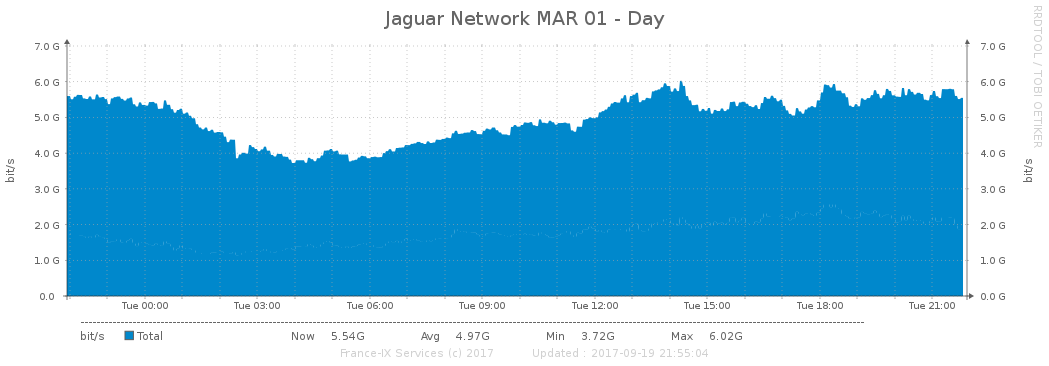 Jaguar Network MAR 01 - Day
RRDTOOL / TOBI OETIKER
7.0 G 7.0 G
6.0 G 6.0 G
5.0 G 5.0 G
4.0 G 4.0 G
3.0 G 3.0 G
2.0 G 2.0 G
1.0 G 1.0 G
0.0 0.0 G
bit/s bit/s
Tue 00:00 Tue 03:00 Tue 06:00 Tue 09:00 Tue 12:00 Tue 15:00 Tue 18:00 Tue 21:00
bit/s Total Now 5.54G Avg 4.97G Min 3.72G Max 6.02G
France-IX Services (c) 2017 Updated : 2017-09-19 21:55:04